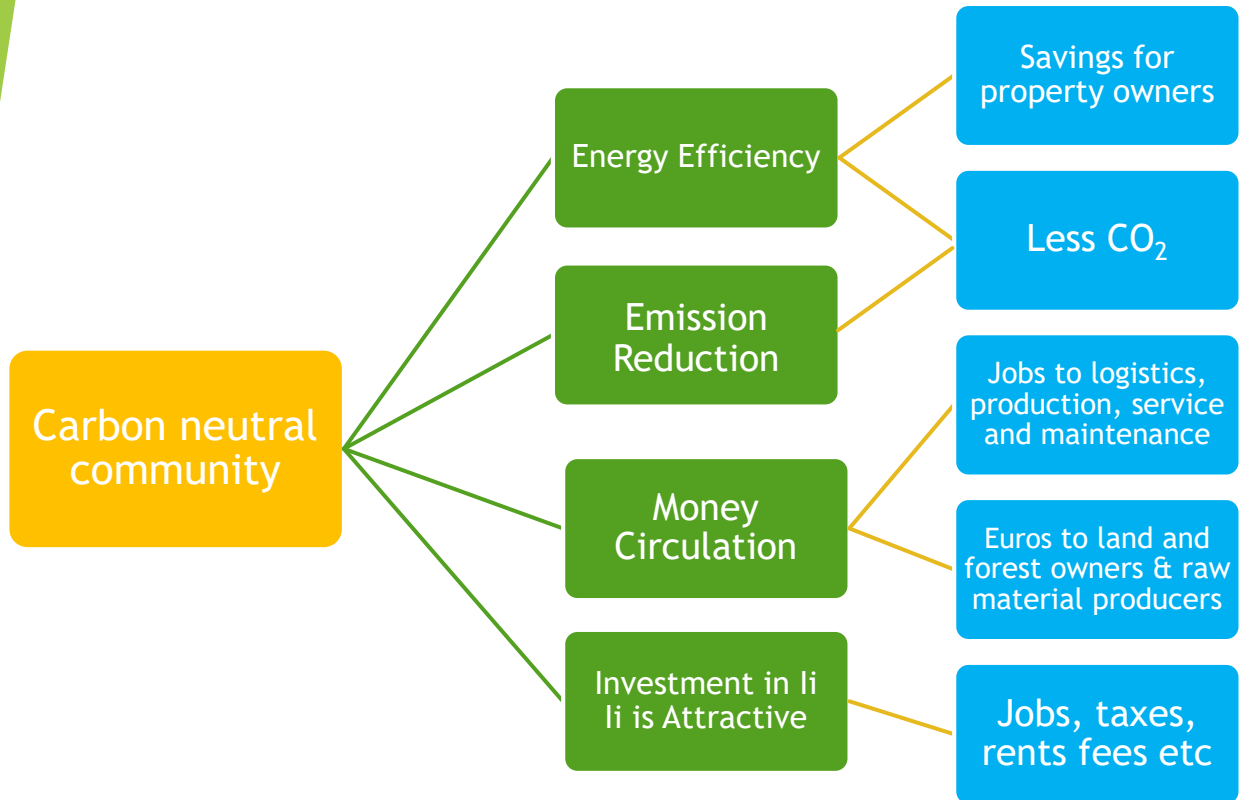 Carbon neutral
community
Energy Efficiency
Emission
Reduction
Money
Circulation
Investment in Ii
Ii is Attractive
Savings for
property owners
Less CO₂
Jobs to logistics,
production, service
and maintenance
Euros to land and
forest owners & raw
material producers
Jobs, taxes,
rents fees etc